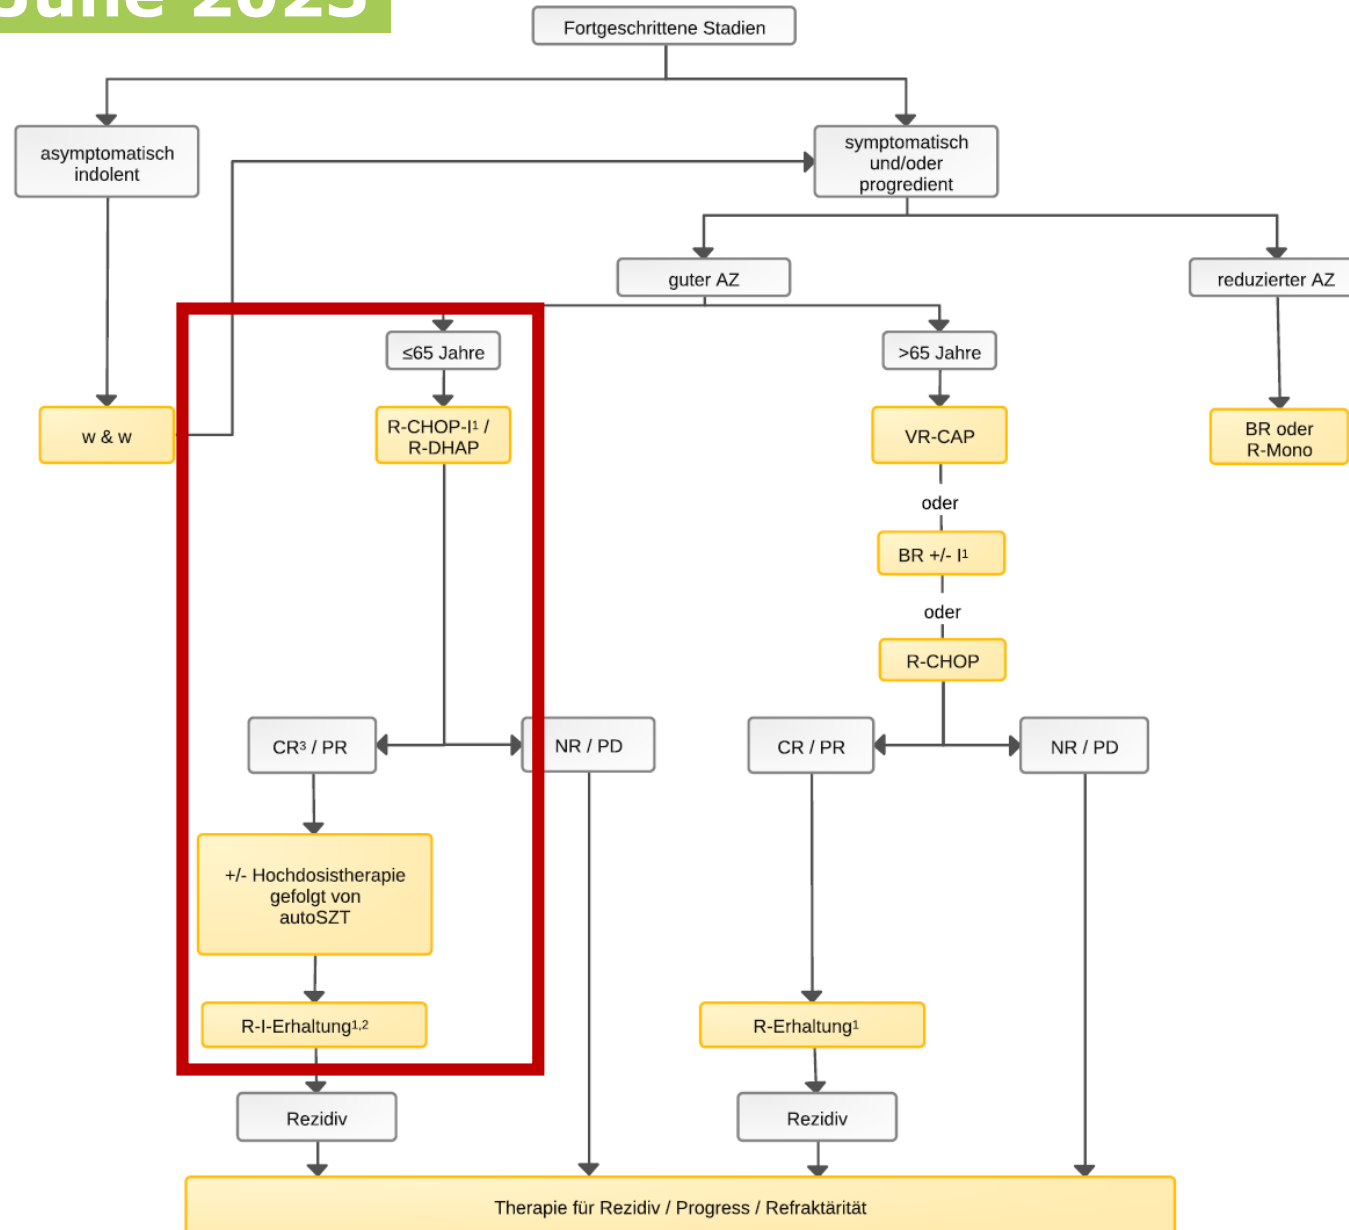 June 2023
Fortgeschrittene Stadien
asymptomatisch
indolent
symptomatisch
und/oder
progredient
guter AZ
reduzierter AZ
≤65 Jahre
>65 Jahre
w & w
R-CHOP-I¹ /
R-DHAP
VR-CAP
BR oder
R-Mono
oder
BR +/- I¹
oder
R-CHOP
CR³ / PR
NR / PD
CR / PR
NR / PD
+/- Hochdosistherapie
gefolgt von
autoSZT
R-I-Erhaltung¹,²
R-Erhaltung¹
Rezidiv
Rezidiv
Therapie für Rezidiv / Progress / Refraktärität